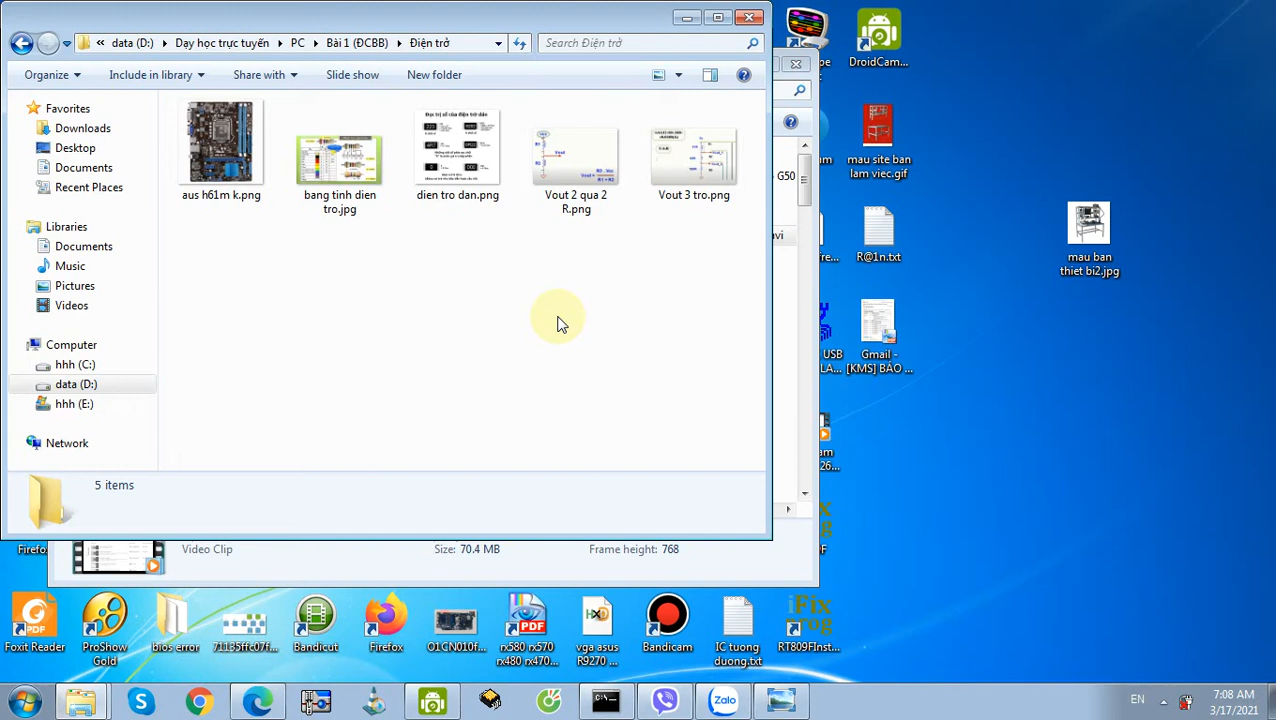 data (D:)
Dạy học trực tuyến
PC
Bài 1 (ĐCBB)
Điện trở
Search Điện trở
Organize
Include in library
Share with
Slide show
New folder
Favorites
Downloads
Desktop
Documents
Recent Places
Libraries
Documents
Music
Pictures
Videos
Computer
hhh (C:)
data (D:)
hhh (E:)
Network
aus h61m k.png
bang tinh dien
tro.jpg
dien tro dan.png
Vout 2 qua 2
R.png
Vout 3 tro.png
5 items
G50
Video Clip
Size: 70.4 MB
Frame height: 768
DroidCam...
mau site ban
lam viec.gif
R@1n.txt
mau ban
thiet bi2.jpg
USB
LA...
Gmail -
[KMS] BÁO ...
Foxit Reader
ProShow
Gold
bios error
71135ffc07f...
Bandicut
Firefox
O1CN010f...
rx580 rx570
rx480 rx470...
vga asus
R9270 ...
Bandicam
IC tuong
duong.txt
RT809FInst...
EN
7:08 AM
3/17/2021